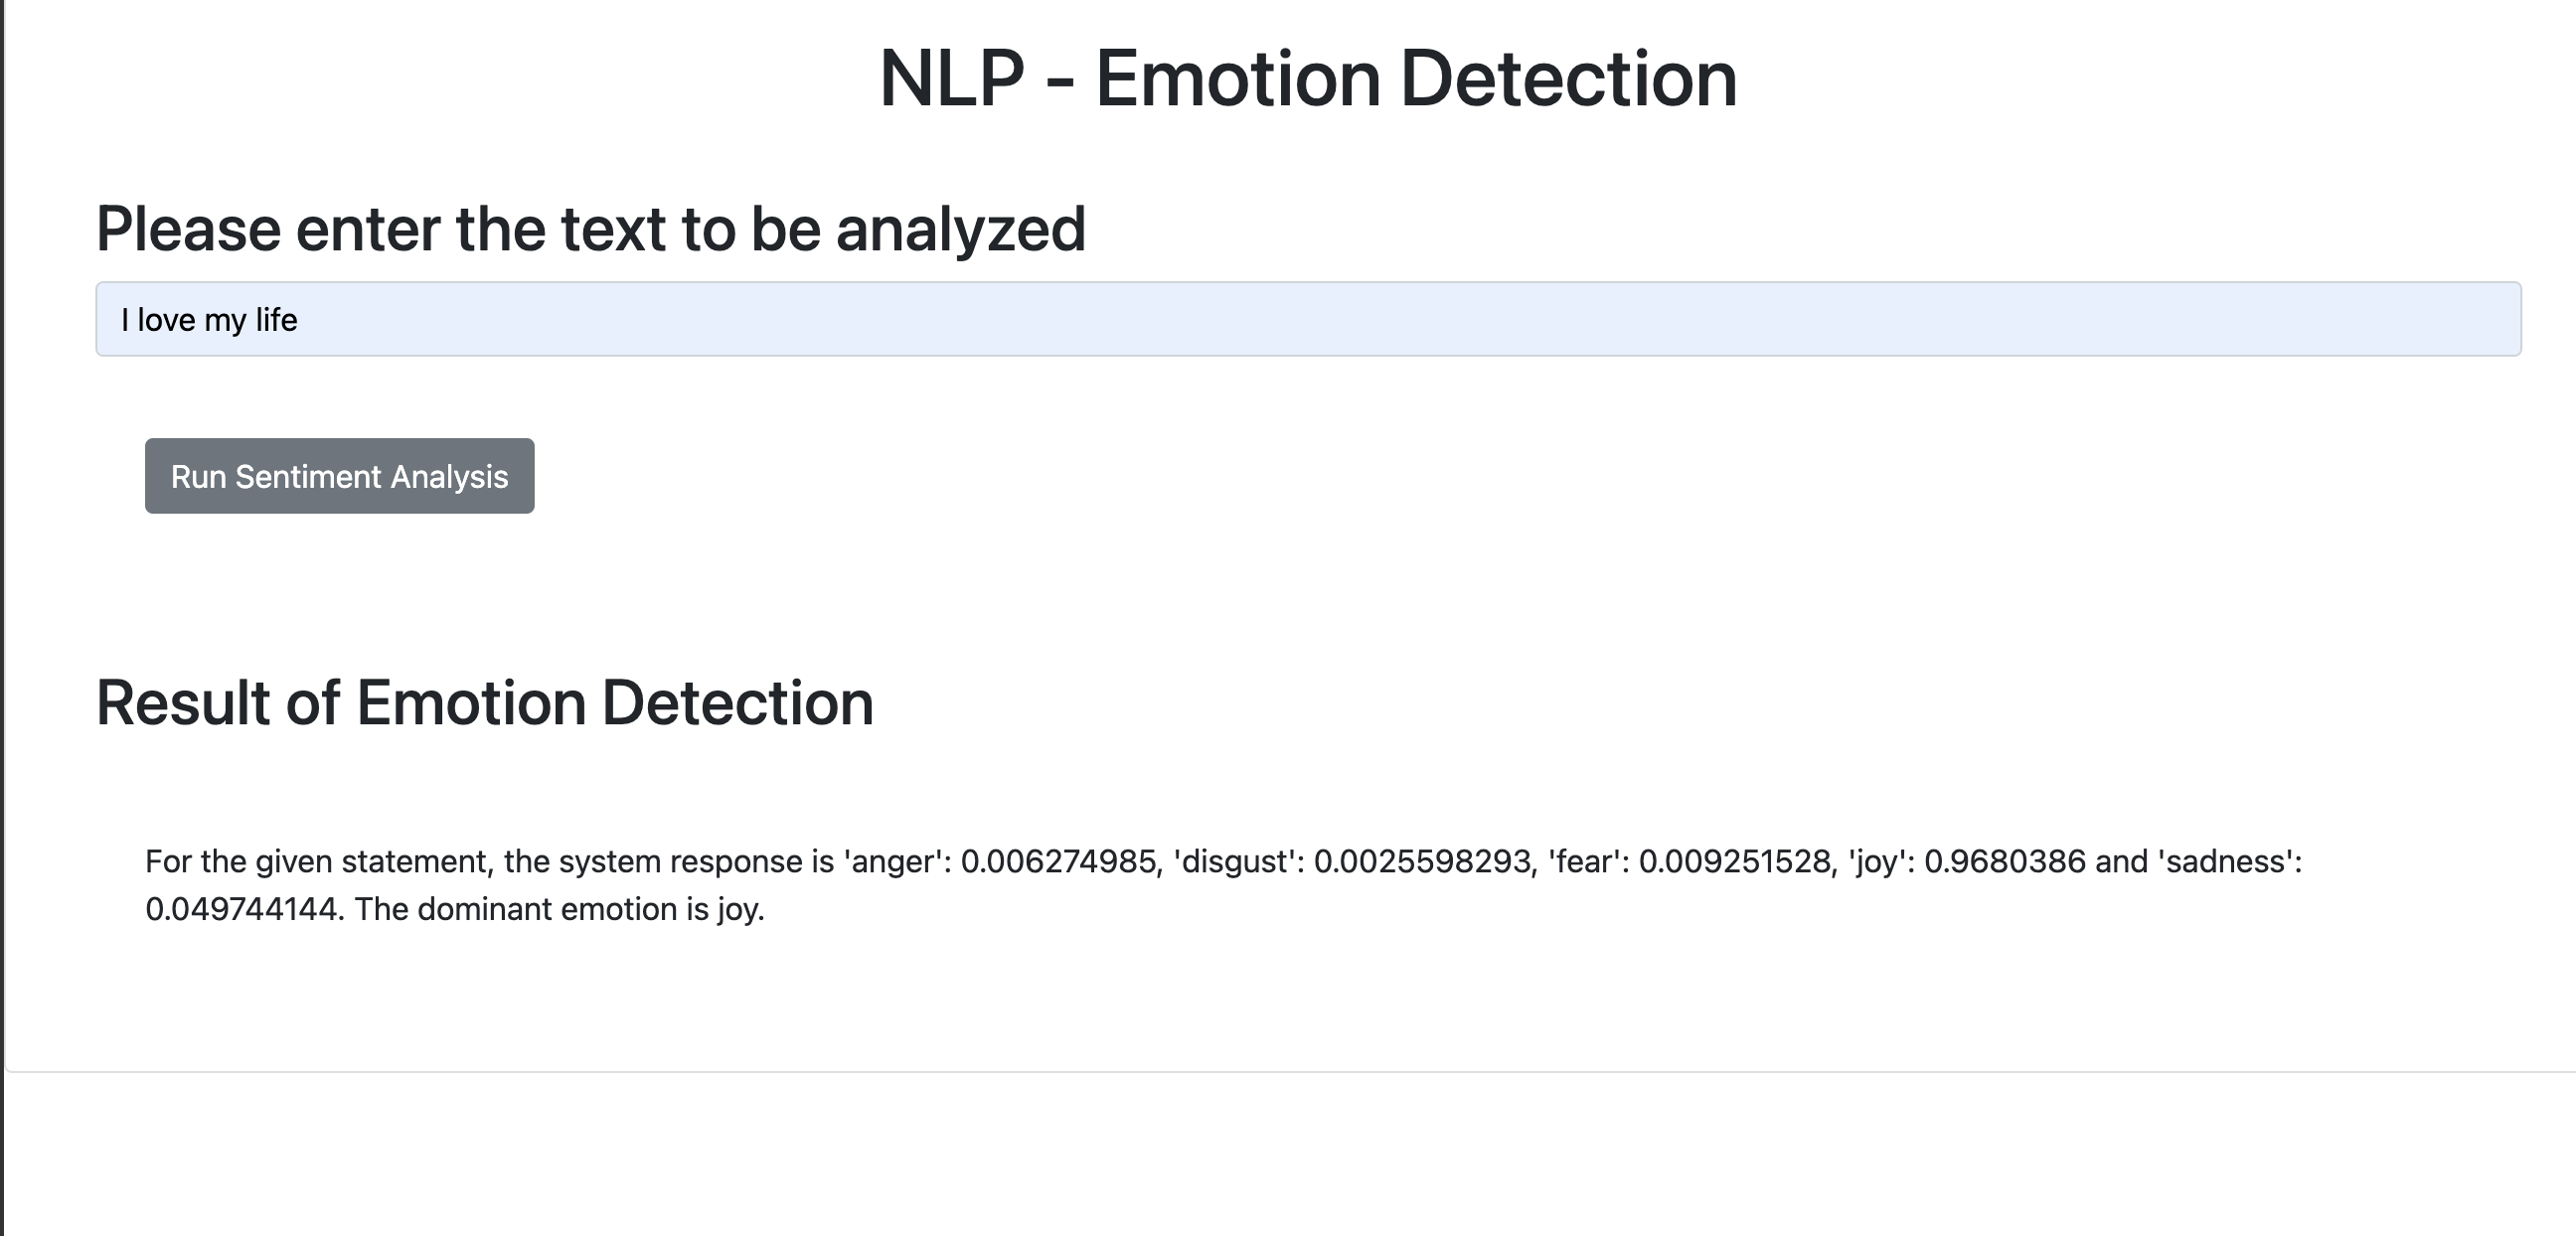 NLP - Emotion Detection
Please enter the text to be analyzed
I love my life
Run Sentiment Analysis
Result of Emotion Detection
For the given statement, the system response is 'anger': 0.006274985, 'disgust': 0.0025598293, 'fear': 0.009251528, 'joy': 0.9680386 and 'sadness':
0.049744144. The dominant emotion is joy.